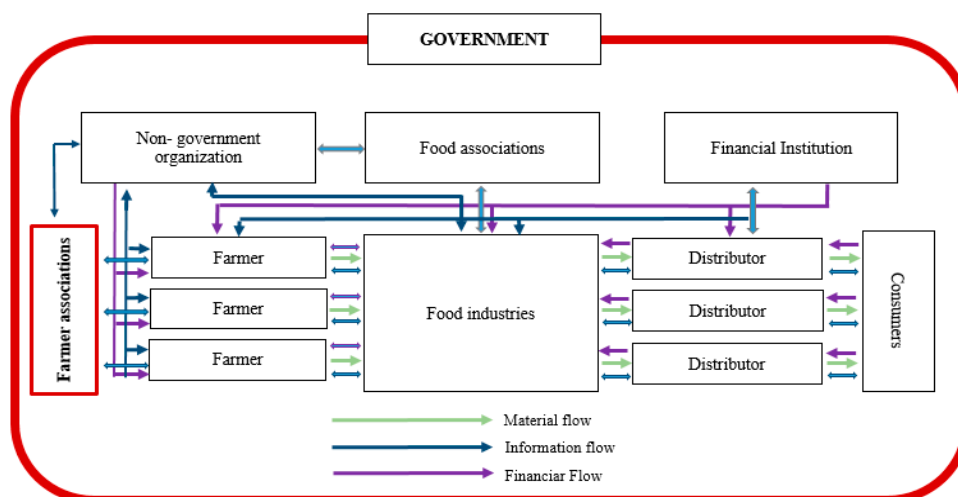 GOVERNMENT
Non- government
organization
Food associations
Financial Institution
Farmer associations
Farmer
Farmer
Farmer
Food industries
Distributor
Distributor
Distributor
Consumers
Material flow
Information flow
Financiar Flow